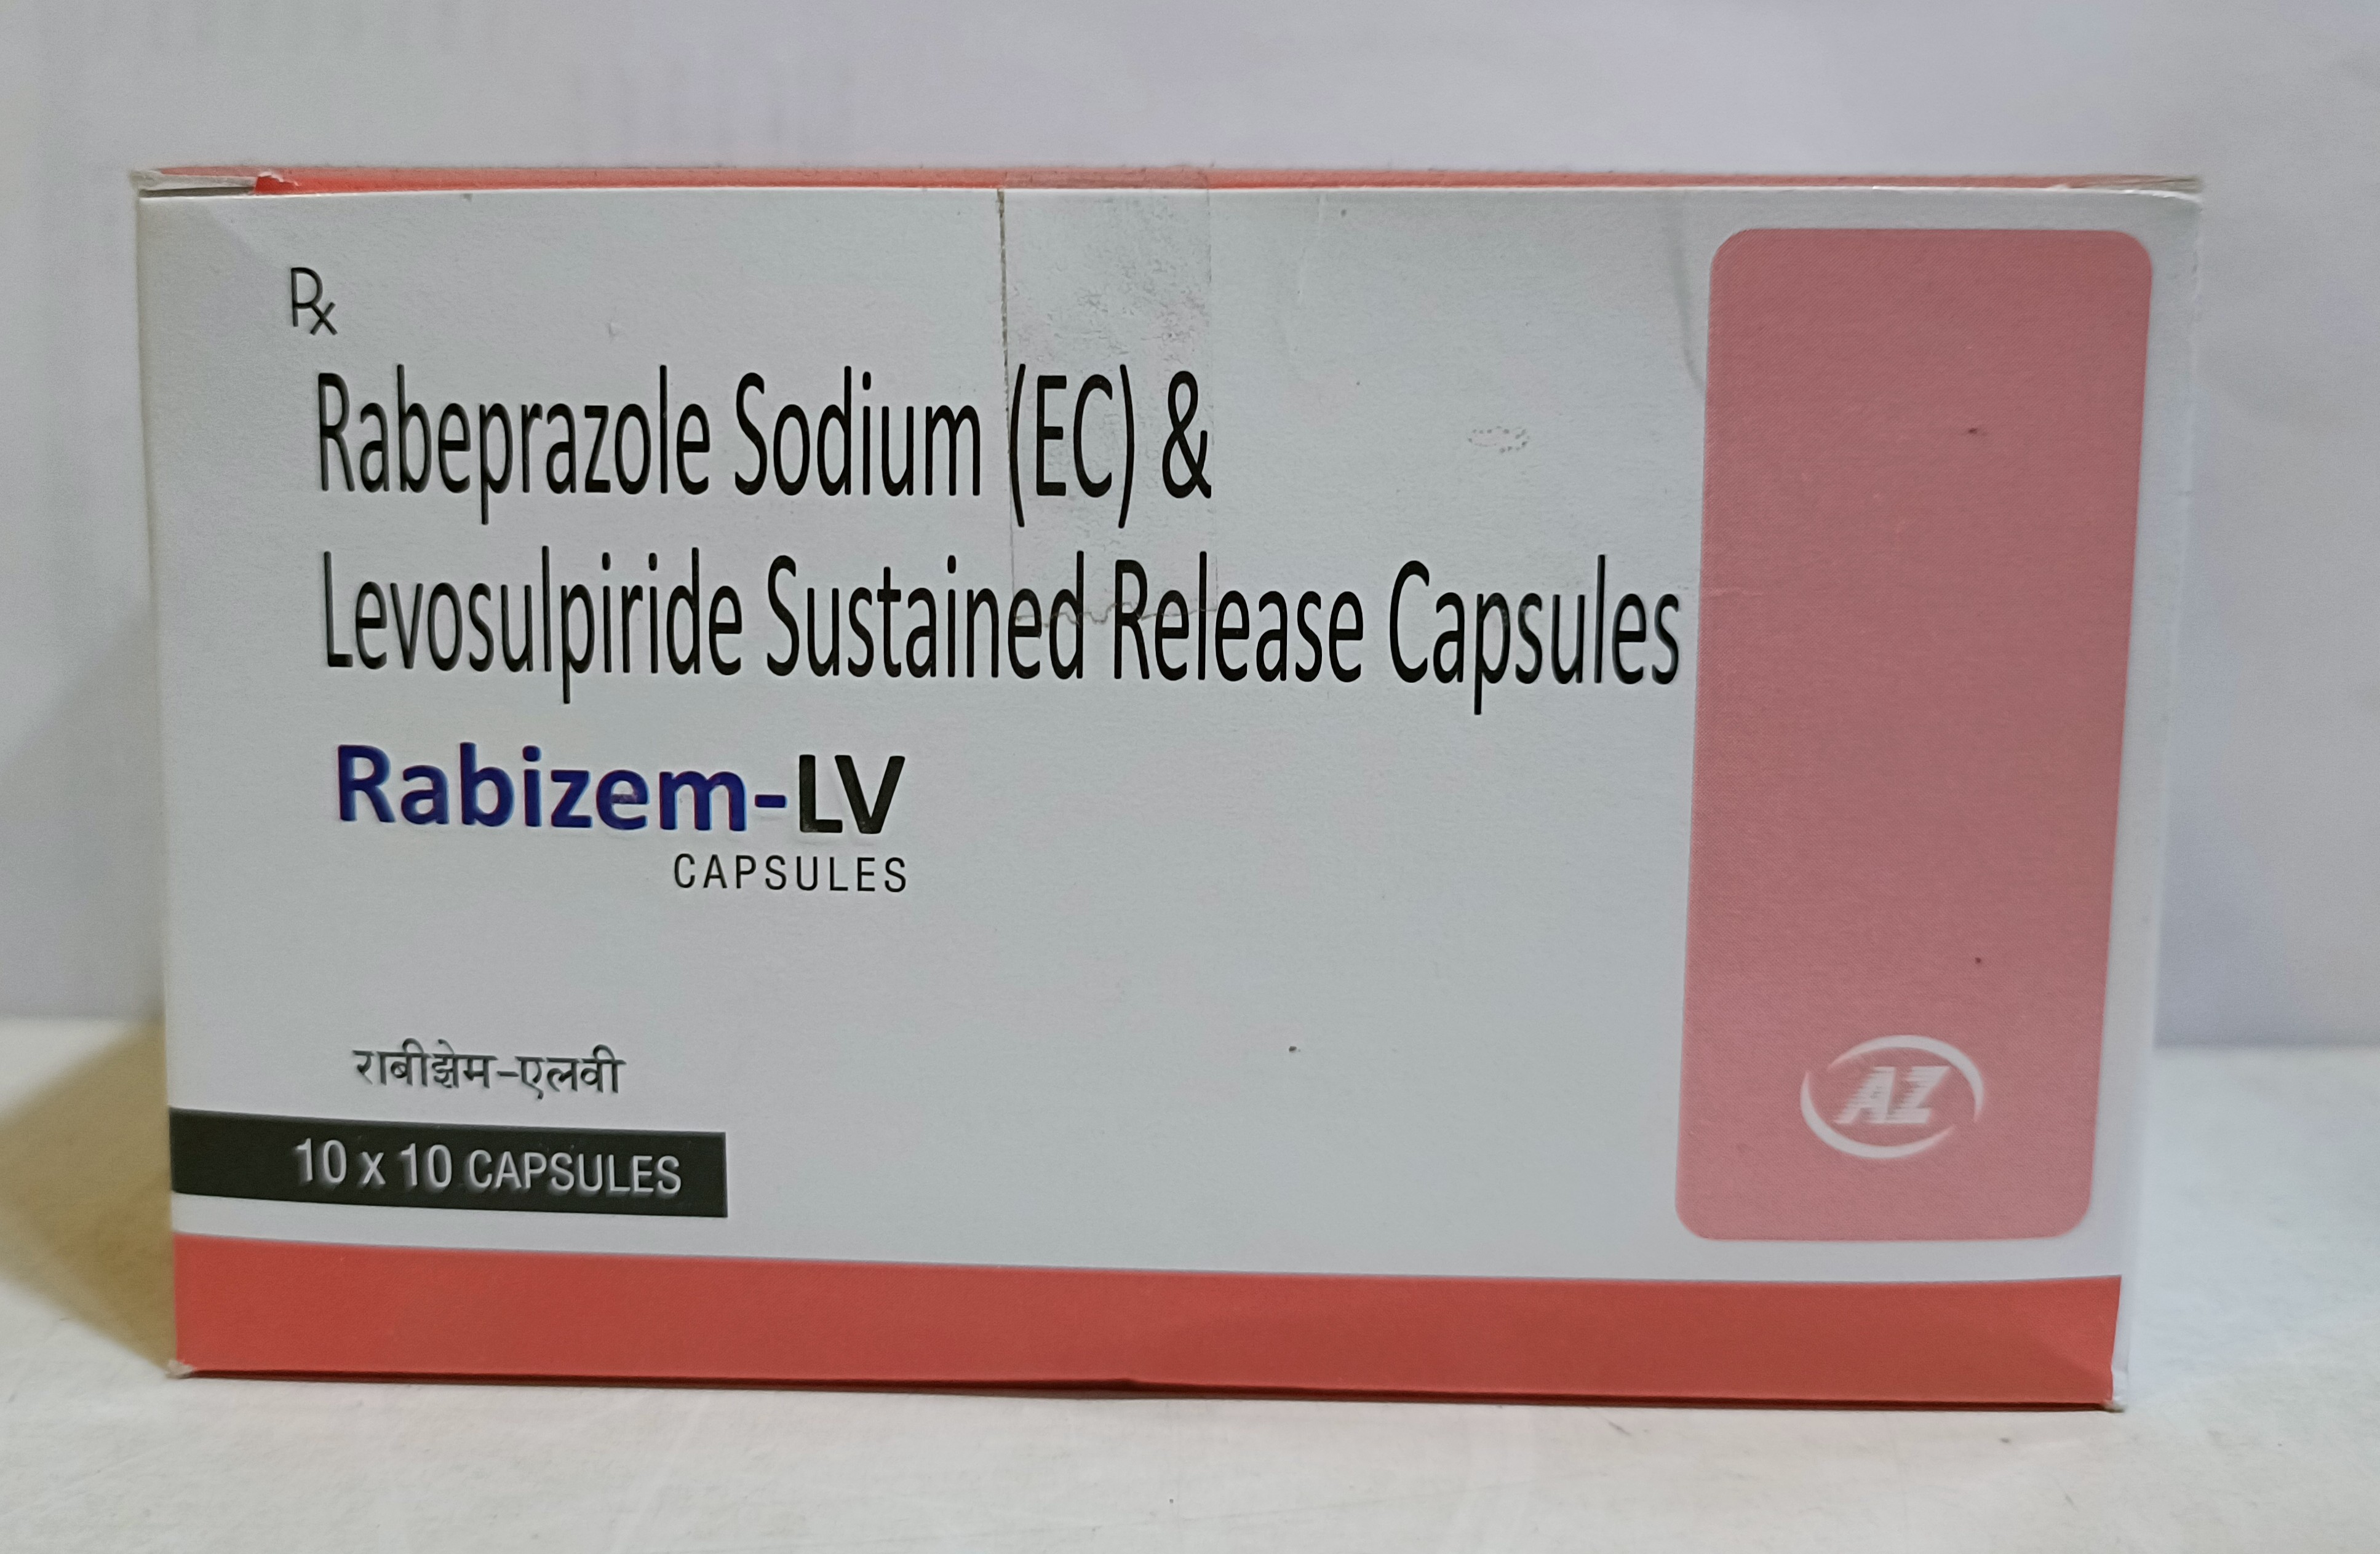 Rx
Rabeprazole Sodium (EC) &
Levosulpiride Sustained Release Capsules
Rabizem-LV
CAPSULES
राबीझेम-एलवी
10 x 10 CAPSULES
AZ